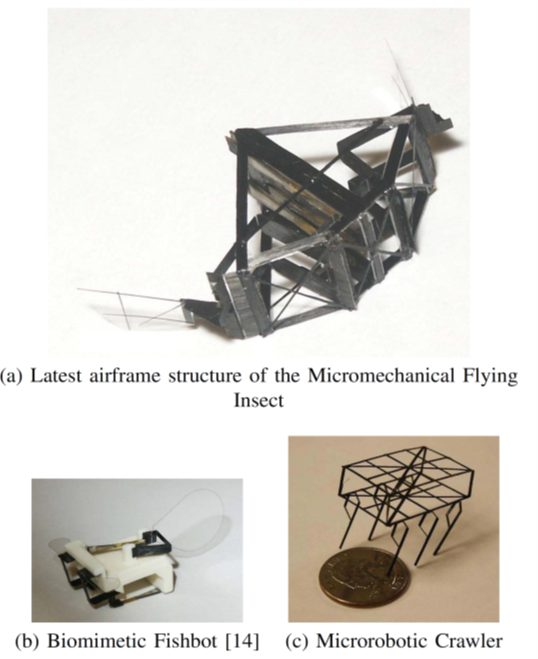 (a) Latest airframe structure of the Micromechanical Flying
Insect
(b) Biomimetic Fishbot [14]
(c) Microrobotic Crawler